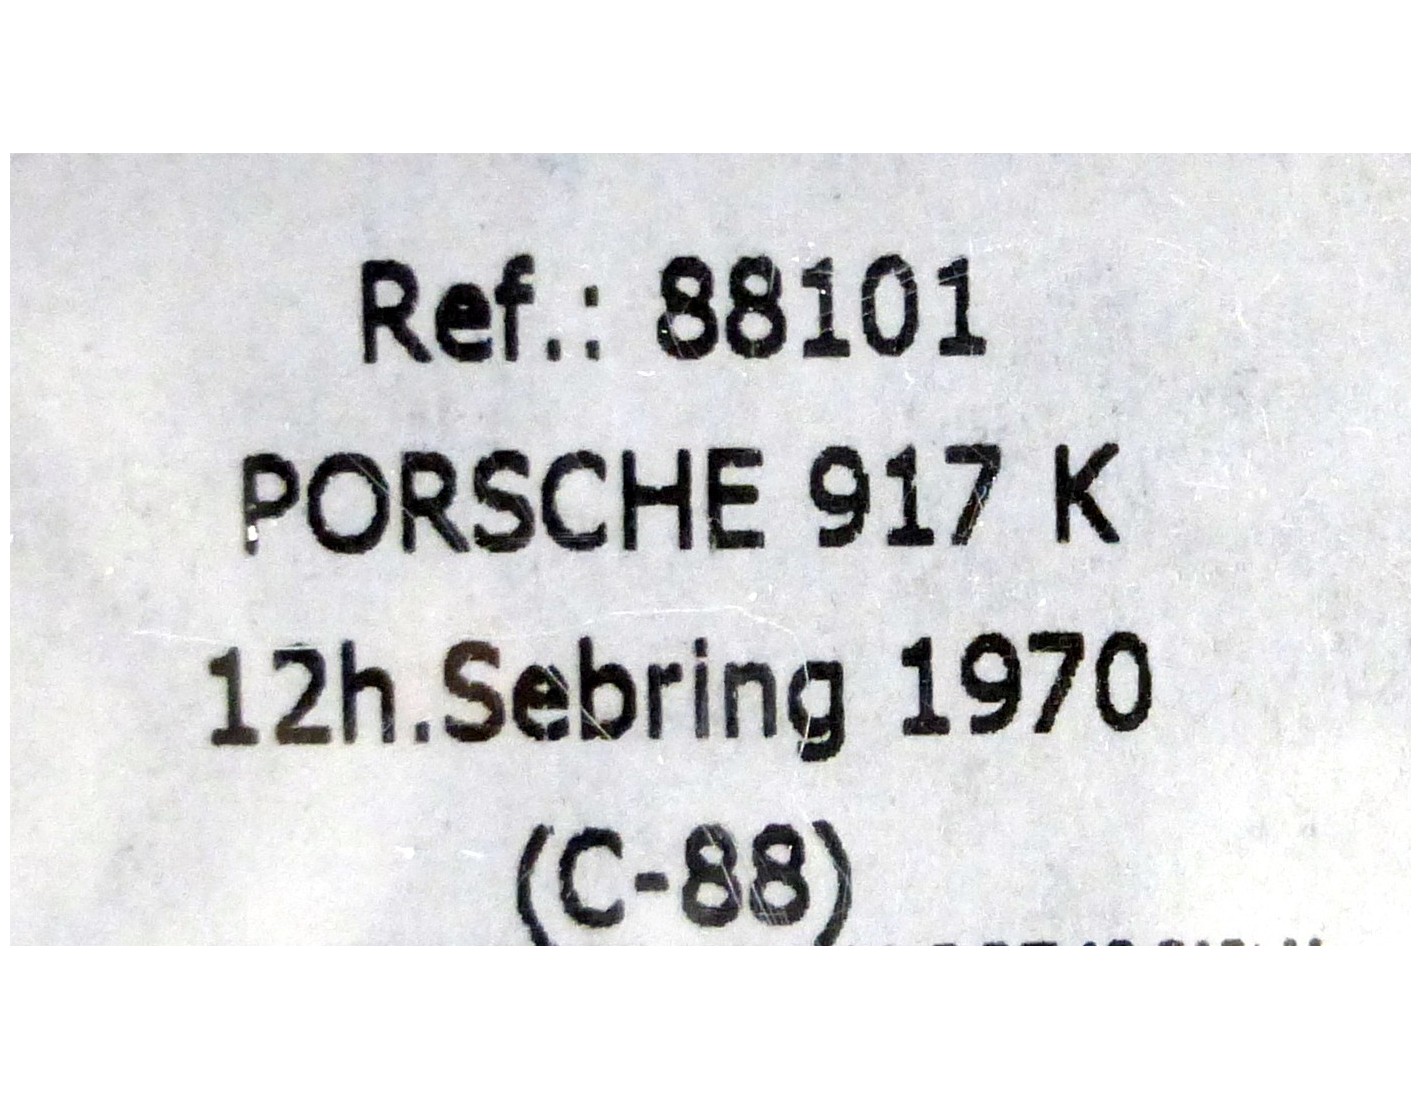 Ref.: 88101
PORSCHE 917 K
12h.Sebring 1970
(C-88)